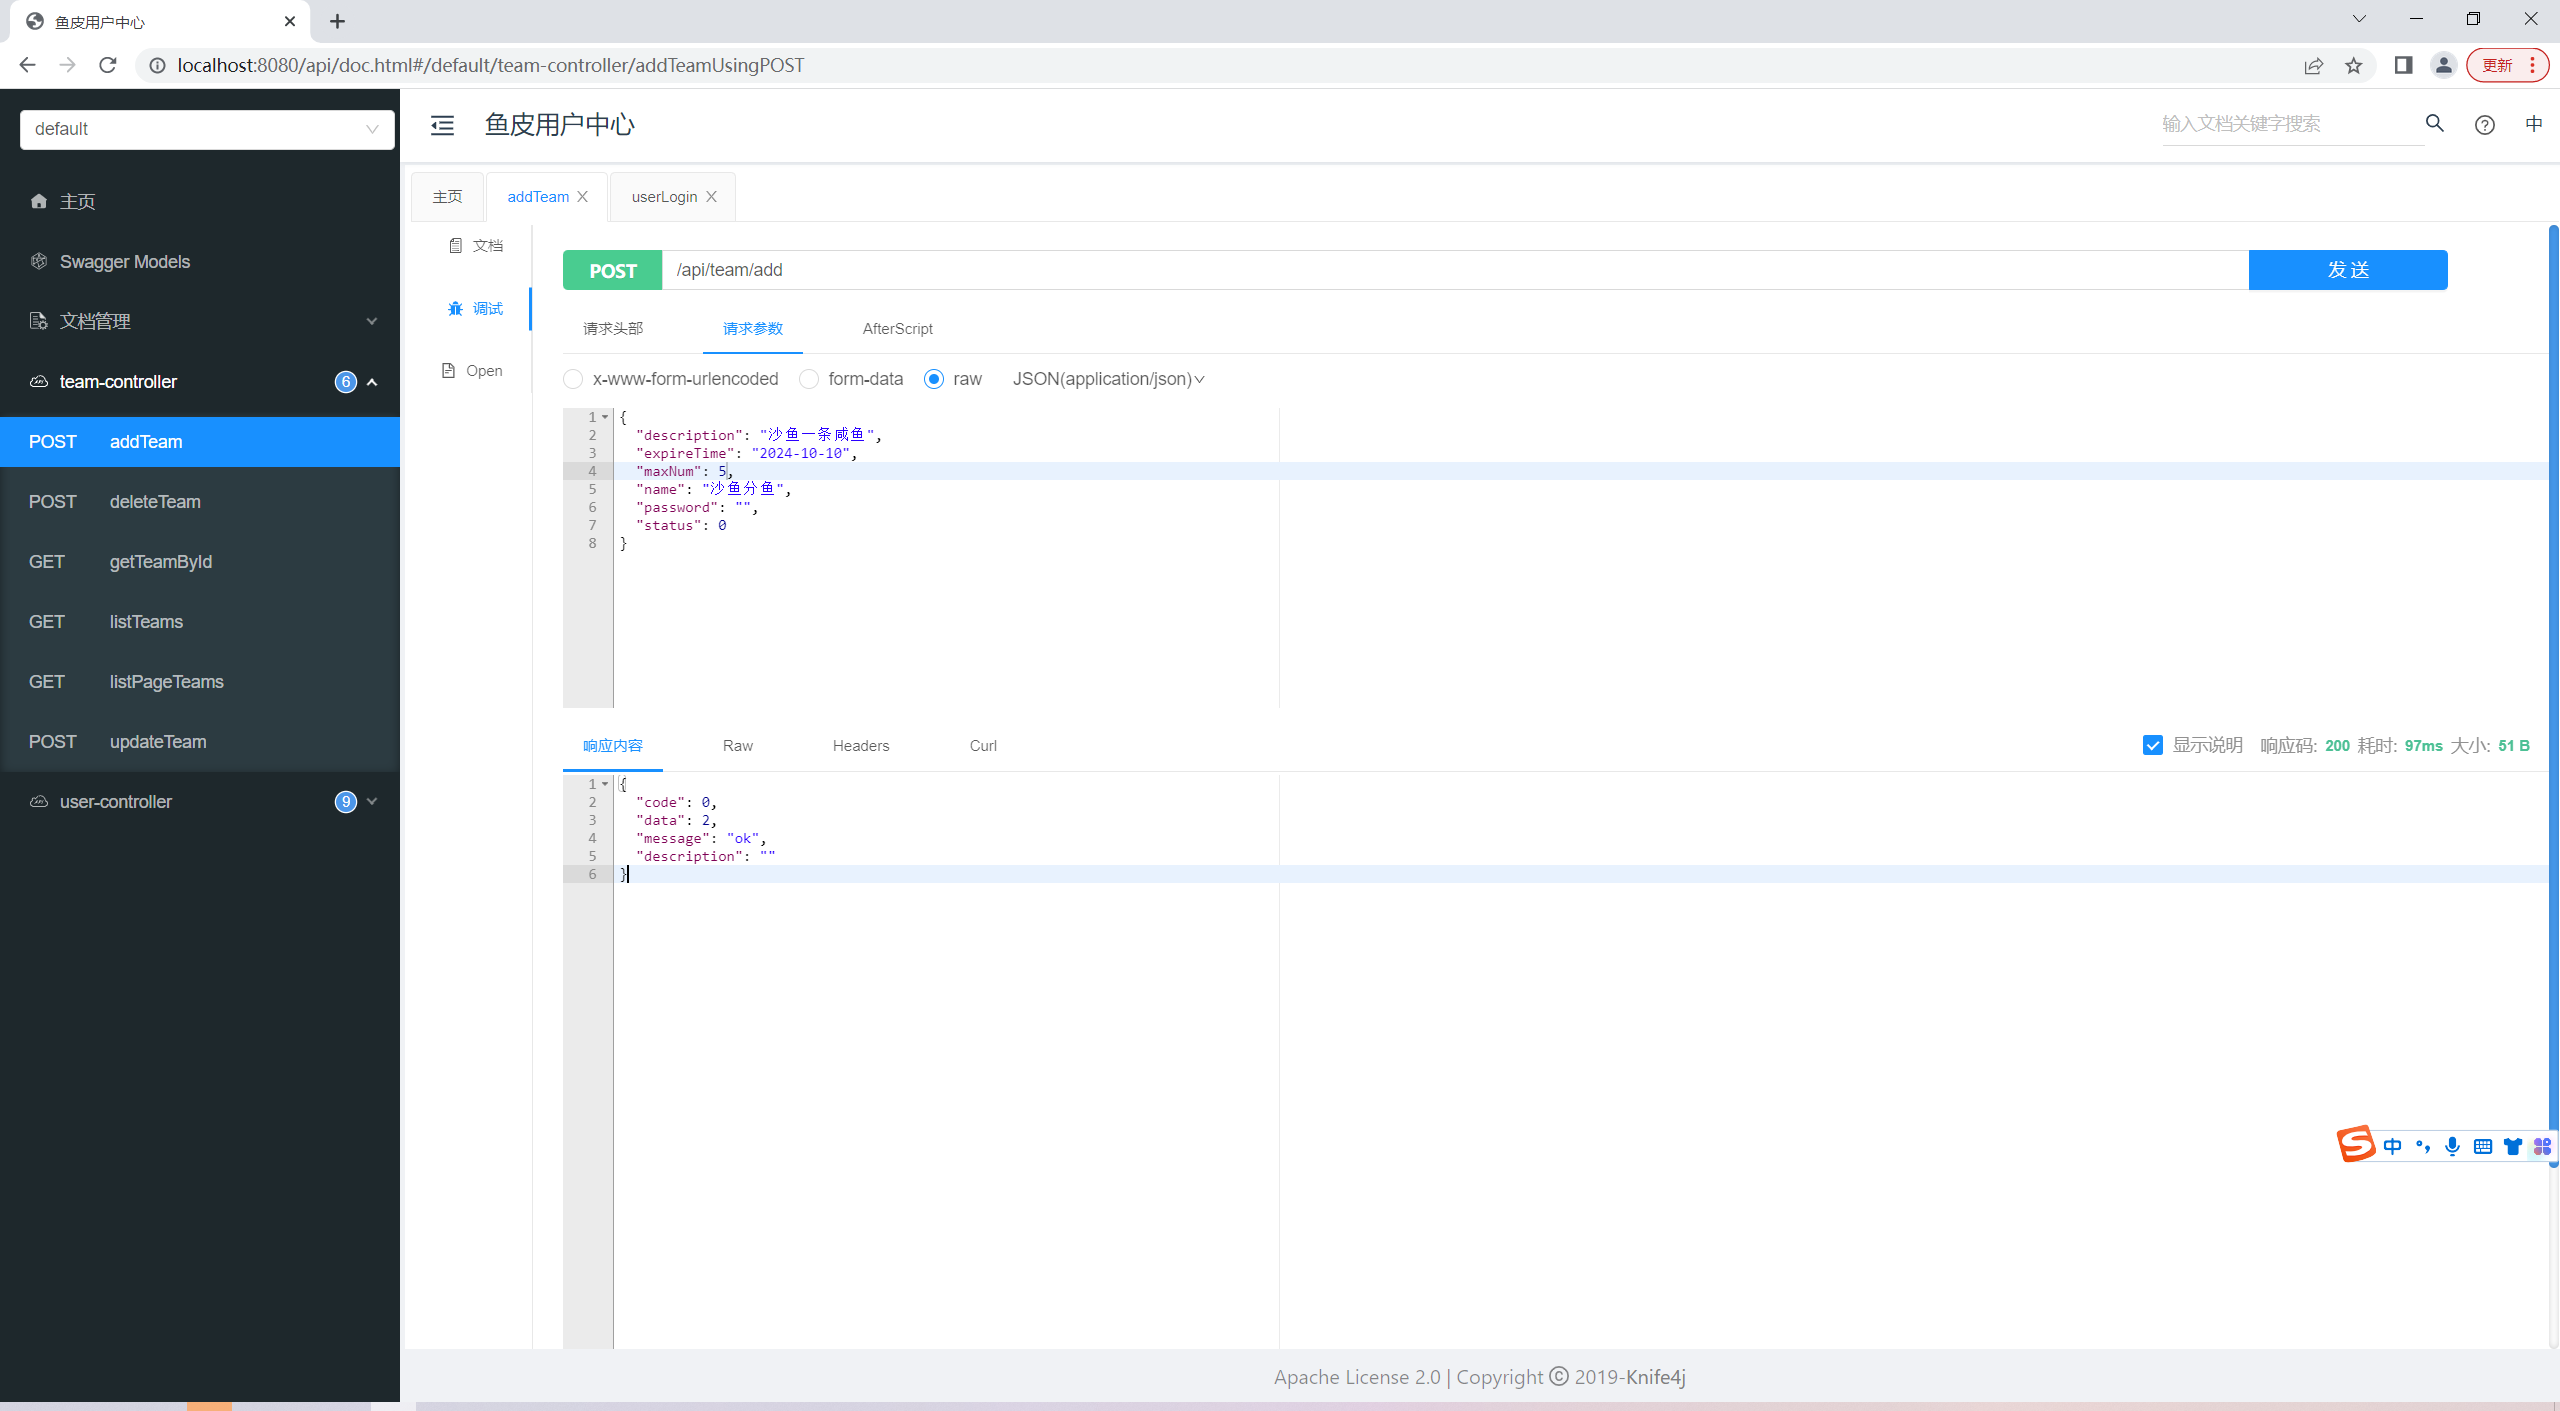 鱼皮用户中心
localhost:8080/api/doc.html#/default/team-controller/addTeamUsingPOST
更新
default
鱼皮用户中心
输入文档关键字搜索
中
主页
Swagger Models
文档管理
team-controller 6
POST addTeam
POST deleteTeam
GET getTeamById
GET listTeams
GET listPageTeams
POST updateTeam
user-controller 9
主页 addTeam userLogin
文档
调试
Open
POST /api/team/add 发送
请求头部 请求参数 AfterScript
x-www-form-urlencoded form-data raw JSON(application/json)
1 {
2 "description": "沙鱼一条咸鱼",
3 "expireTime": "2024-10-10",
4 "maxNum": 5,
5 "name": "沙鱼分鱼",
6 "password": "",
7 "status": 0
8 }
响应内容 Raw Headers Curl 显示说明 响应码: 200 耗时: 97ms 大小: 51 B
1 {
2 "code": 0,
3 "data": 2,
4 "message": "ok",
5 "description": ""
6 }
S 中 °,
Apache License 2.0 | Copyright © 2019-Knife4j